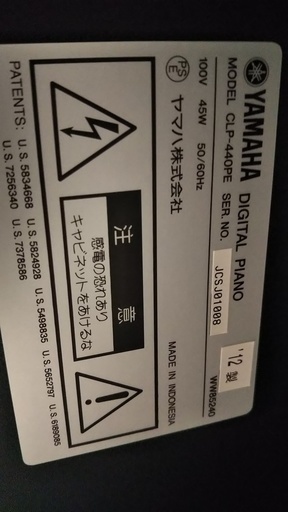 YAMAHA DIGITAL PIANO
MODEL CLP-440PE SER. NO. JCSJ01008
100V 45W 50/60Hz
'12 製
PSE ヤマハ株式会社
MADE IN INDONESIA
WW85240
注 意
感電の恐れあり
キャビネットをあけるな
PATENTS: U.S. 5834668 U.S. 5824928 U.S. 5498835 U.S. 5652797 U.S. 6189085
U.S. 7256340 U.S. 7378586